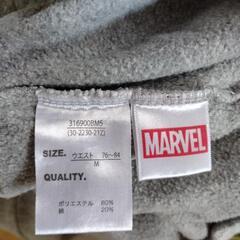 316900BM5
(30-2230-212)
SIZE. ウエスト 76~84
M
QUALITY.
ポリエステル 80%
綿 20%
MARVEL